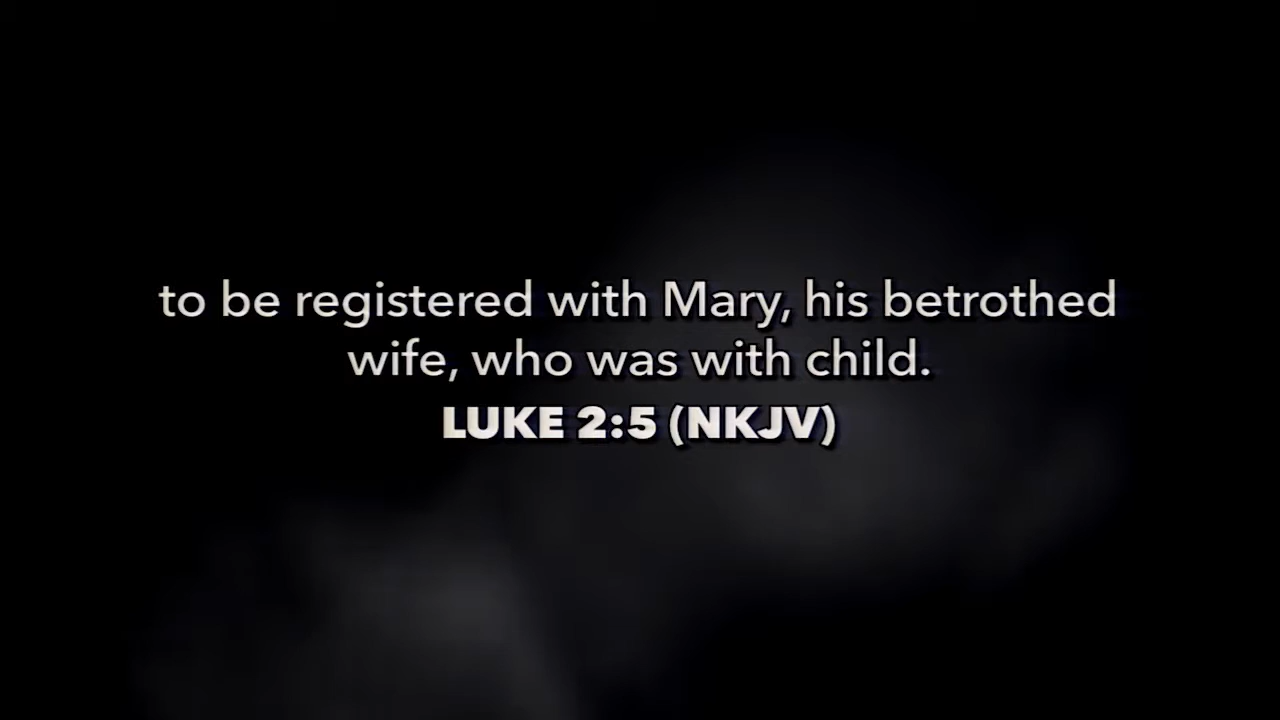 to be registered with Mary, his betrothed
wife, who was with child.
LUKE 2:5 (NKJV)